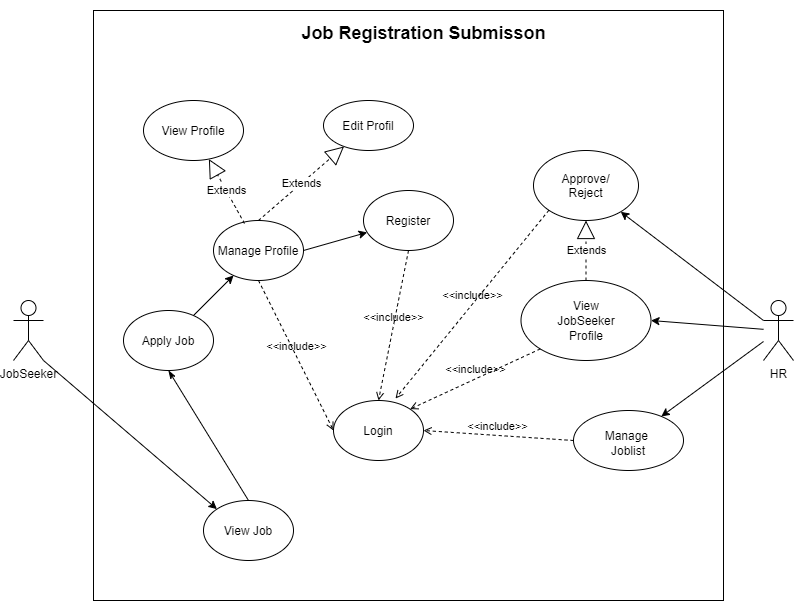 Job Registration Submisson
View Profile
Edit Profil
Extends
Extends
Approve/
Reject
Register
Manage Profile
Extends
<<include>>
View
JobSeeker
Profile
<<include>>
Apply Job
<<include>>
<<include>>
JobSeeker
HR
<<include>>
Login
Manage
Joblist
View Job